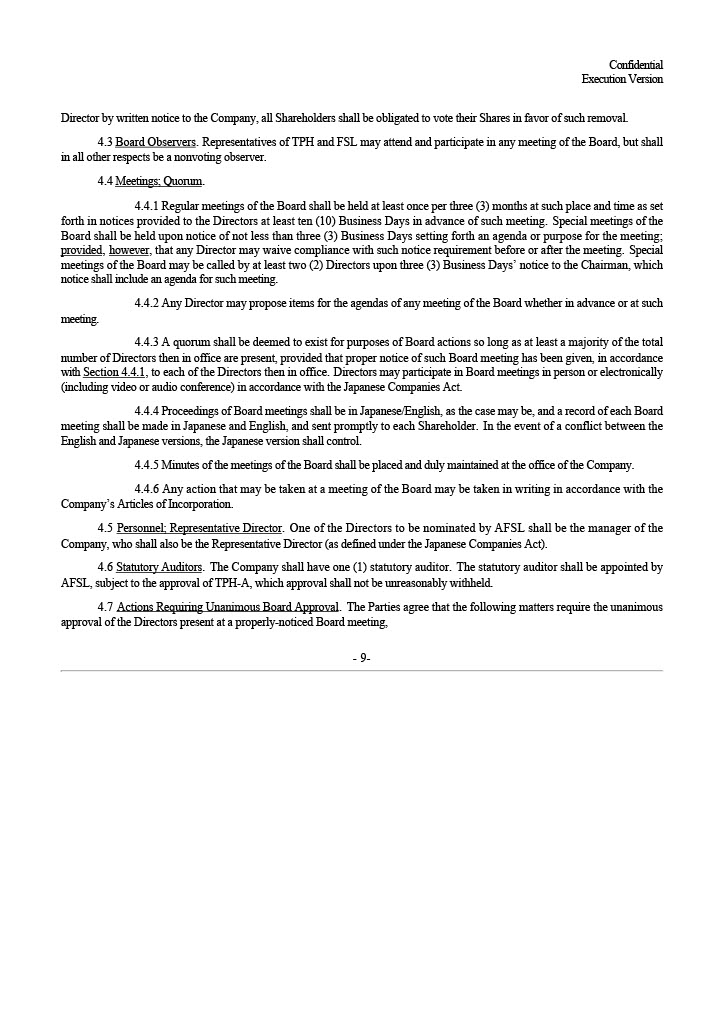 Confidential
Execution Version
Director by written notice to the Company, all Shareholders shall be obligated to vote their Shares in favor of such removal.
4.3 Board Observers. Representatives of TPH and FSL may attend and participate in any meeting of the Board, but shall
in all other respects be a nonvoting observer.
4.4 Meetings; Quorum.
4.4.1 Regular meetings of the Board shall be held at least once per three (3) months at such place and time as set
forth in notices provided to the Directors at least ten (10) Business Days in advance of such meeting. Special meetings of the
Board shall be held upon notice of not less than three (3) Business Days setting forth an agenda or purpose for the meeting;
provided, however, that any Director may waive compliance with such notice requirement before or after the meeting. Special
meetings of the Board may be called by at least two (2) Directors upon three (3) Business Days' notice to the Chairman, which
notice shall include an agenda for such meeting.
4.4.2 Any Director may propose items for the agendas of any meeting of the Board whether in advance or at such
meeting.
4.4.3 A quorum shall be deemed to exist for purposes of Board actions so long as at least a majority of the total
number of Directors then in office are present, provided that proper notice of such Board meeting has been given, in accordance
with Section 4.4.1, to each of the Directors then in office. Directors may participate in Board meetings in person or electronically
(including video or audio conference) in accordance with the Japanese Companies Act.
4.4.4 Proceedings of Board meetings shall be in Japanese/English, as the case may be, and a record of each Board
meeting shall be made in Japanese and English, and sent promptly to each Shareholder. In the event of a conflict between the
English and Japanese versions, the Japanese version shall control.
4.4.5 Minutes of the meetings of the Board shall be placed and duly maintained at the office of the Company.
4.4.6 Any action that may be taken at a meeting of the Board may be taken in writing in accordance with the
Company's Articles of Incorporation.
4.5 Personnel; Representative Director. One of the Directors to be nominated by AFSL shall be the manager of the
Company, who shall also be the Representative Director (as defined under the Japanese Companies Act).
4.6 Statutory Auditors. The Company shall have one (1) statutory auditor. The statutory auditor shall be appointed by
AFSL, subject to the approval of TPH-A, which approval shall not be unreasonably withheld.
4.7 Actions Requiring Unanimous Board Approval. The Parties agree that the following matters require the unanimous
approval of the Directors present at a properly-noticed Board meeting,
- 9-